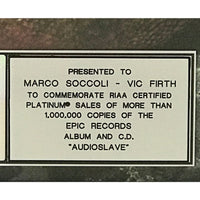 PRESENTED TO
MARCO SOCCOLI - VIC FIRTH
TO COMMEMORATE RIAA CERTIFIED
PLATINUM® SALES OF MORE THAN
1,000,000 COPIES OF THE
EPIC RECORDS
ALBUM AND C.D.
"AUDIOSLAVE"